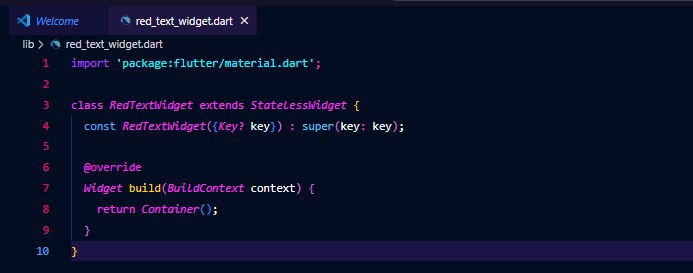 Welcome
red_text_widget.dart
lib > red_text_widget.dart
1 import 'package:flutter/material.dart';
2
3 class RedTextWidget extends StateLessWidget {
4 const RedTextWidget({Key? key}) : super(key: key);
5
6 @override
7 Widget build(BuildContext context) {
8 return Container();
9 }
10 }